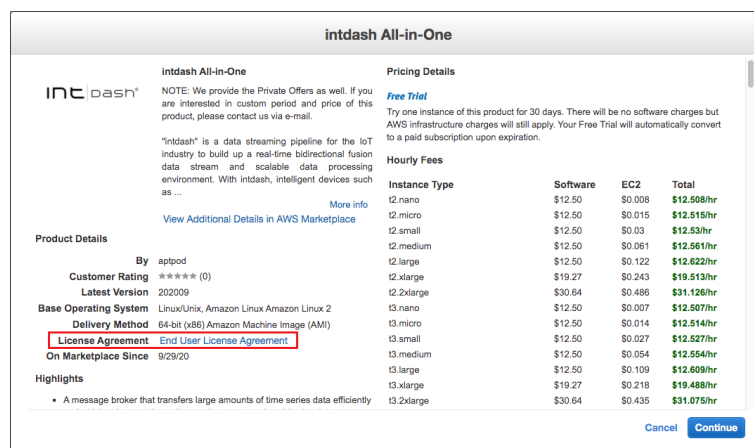 intdash All-in-One
INT DASH®
intdash All-in-One
NOTE: We provide the Private Offers as well. If you
are interested in custom period and price of this
product, please contact us via e-mail.
"intdash" is a data streaming pipeline for the IoT
industry to build up a real-time bidirectional fusion
data stream and scalable data processing
environment. With intdash, intelligent devices such
as ...
More info
View Additional Details in AWS Marketplace
Product Details
By aptpod
Customer Rating ★★★★★ (0)
Latest Version 202009
Base Operating System Linux/Unix, Amazon Linux Amazon Linux 2
Delivery Method 64-bit (x86) Amazon Machine Image (AMI)
License Agreement End User License Agreement
On Marketplace Since 9/29/20
Highlights
▪ A message broker that transfers large amounts of time series data efficiently
Pricing Details
Free Trial
Try one instance of this product for 30 days. There will be no software charges but
AWS infrastructure charges will still apply. Your Free Trial will automatically convert
to a paid subscription upon expiration.
Hourly Fees
Instance Type Software EC2 Total
t2.nano $12.50 $0.008 $12.508/hr
t2.micro $12.50 $0.015 $12.515/hr
t2.small $12.50 $0.03 $12.53/hr
t2.medium $12.50 $0.061 $12.561/hr
t2.large $12.50 $0.122 $12.622/hr
t2.xlarge $19.27 $0.243 $19.513/hr
t2.2xlarge $30.64 $0.486 $31.126/hr
t3.nano $12.50 $0.007 $12.507/hr
t3.micro $12.50 $0.014 $12.514/hr
t3.small $12.50 $0.027 $12.527/hr
t3.medium $12.50 $0.054 $12.554/hr
t3.large $12.50 $0.109 $12.609/hr
t3.xlarge $19.27 $0.218 $19.488/hr
t3.2xlarge $30.64 $0.435 $31.075/hr
Cancel Continue